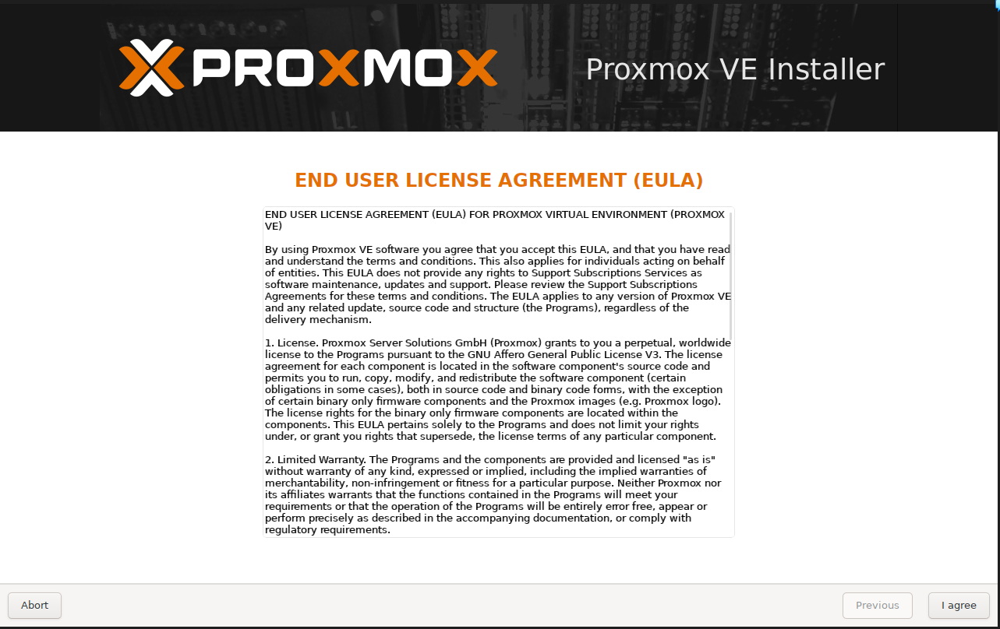 PROXMOX
Proxmox VE Installer
END USER LICENSE AGREEMENT (EULA)
END USER LICENSE AGREEMENT (EULA) FOR PROXMOX VIRTUAL ENVIRONMENT (PROXMOX
VE)
By using Proxmox VE software you agree that you accept this EULA, and that you have read
and understand the terms and conditions. This also applies for individuals acting on behalf
of entities. This EULA does not provide any rights to Support Subscriptions Services as
software maintenance, updates and support. Please review the Support Subscriptions
Agreements for these terms and conditions. The EULA applies to any version of Proxmox VE
and any related update, source code and structure (the Programs), regardless of the
delivery mechanism.
1. License. Proxmox Server Solutions GmbH (Proxmox) grants to you a perpetual, worldwide
license to the Programs pursuant to the GNU Affero General Public License V3. The license
agreement for each component is located in the software component's source code and
permits you to run, copy, modify, and redistribute the software component (certain
obligations in some cases), both in source code and binary code forms, with the exception
of certain binary only firmware components and the Proxmox images (e.g. Proxmox logo).
The license rights for the binary only firmware components are located within the
components. This EULA pertains solely to the Programs and does not limit your rights
under, or grant you rights that supersede, the license terms of any particular component.
2. Limited Warranty. The Programs and the components are provided and licensed "as is"
without warranty of any kind, expressed or implied, including the implied warranties of
merchantability, non-infringement or fitness for a particular purpose. Neither Proxmox nor
its affiliates warrants that the functions contained in the Programs will meet your
requirements or that the operation of the Programs will be entirely error free, appear or
perform precisely as described in the accompanying documentation, or comply with
regulatory requirements.
Abort
Previous
I agree